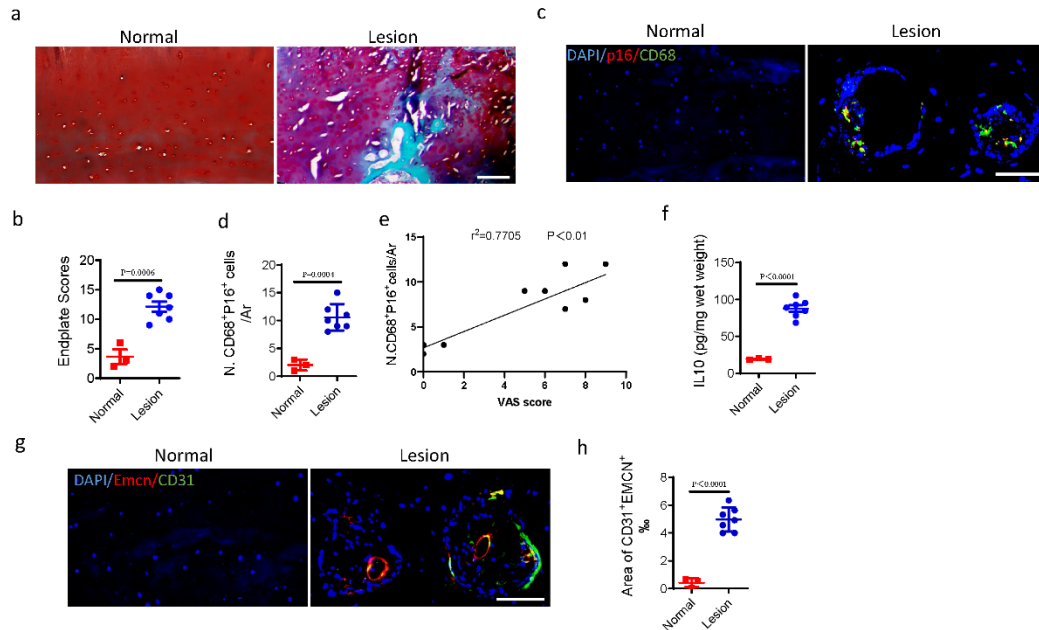 a
Normal
Lesion
c
Normal
Lesion
DAPI/p16/CD68
b
Endplate Scores
20
15
10
5
0
P=0.0006
Normal
Lesion
d
N. CD68+P16+ cells
/Ar
20
15
10
5
0
P=0.0004
Normal
Lesion
e
r²=0.7705
P<0.01
N.CD68+P16+cells/Ar
15
10
5
0
0
2
4
6
8
10
VAS score
f
IL10 (pg/mg wet weight)
150
100
50
0
P<0.0001
Normal
Lesion
g
Normal
Lesion
DAPI/Emcn/CD31
h
Area of CD31+EMCN+
‰
8
6
4
2
0
P<0.0001
Normal
Lesion